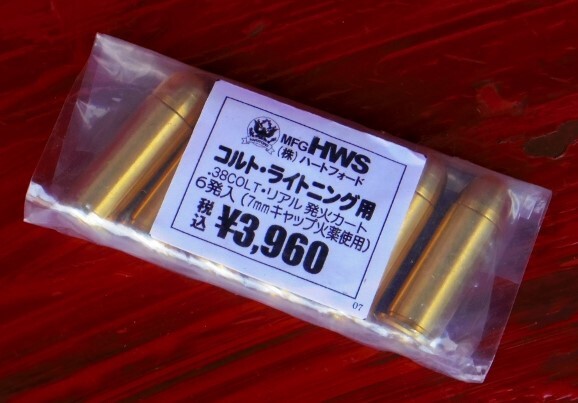 MFG HWS
(株)ハートフォード
コルト・ライトニング用
.38COLT・リアル発火カート
6発入(7mmキャップ火薬使用)
税込 ¥3,960
07